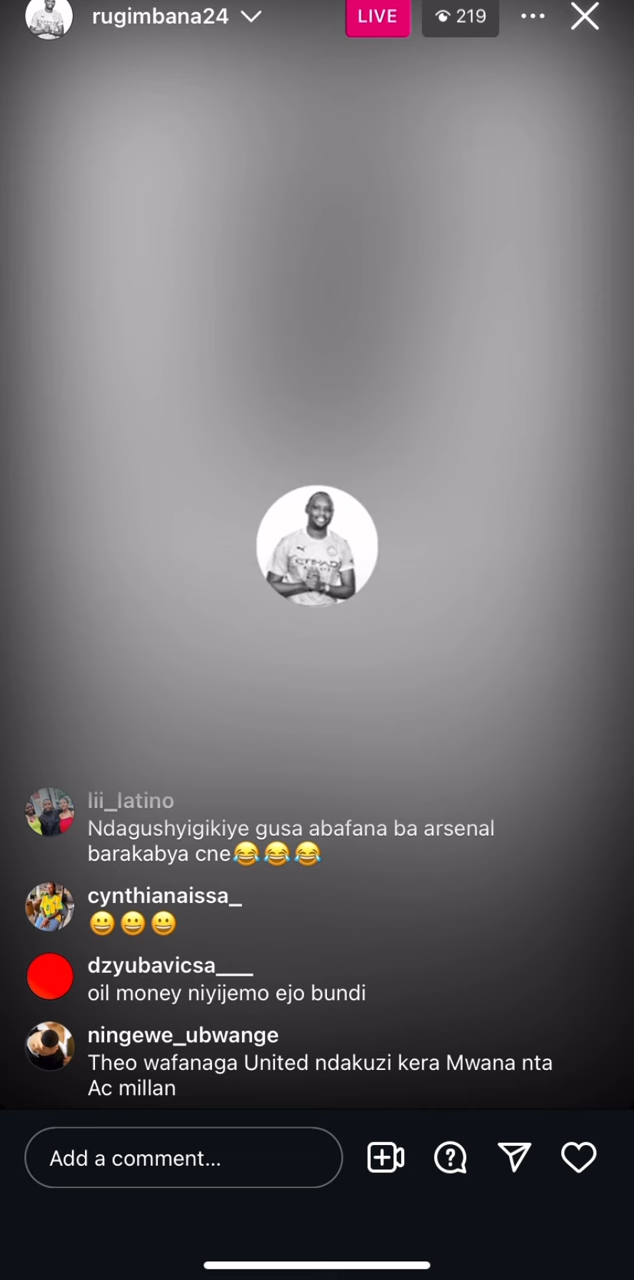 rugimbana24
LIVE
219
ETIHAD
lii_latino
Ndagushyigikiye gusa abafana ba arsenal
barakabya cne😂😂😂
cynthianaissa_
😀😀😀
dzyubavicsa___
oil money niyijemo ejo bundi
ningewe_ubwange
Theo wafanaga United ndakuzi kera Mwana nta
Ac millan
Add a comment...